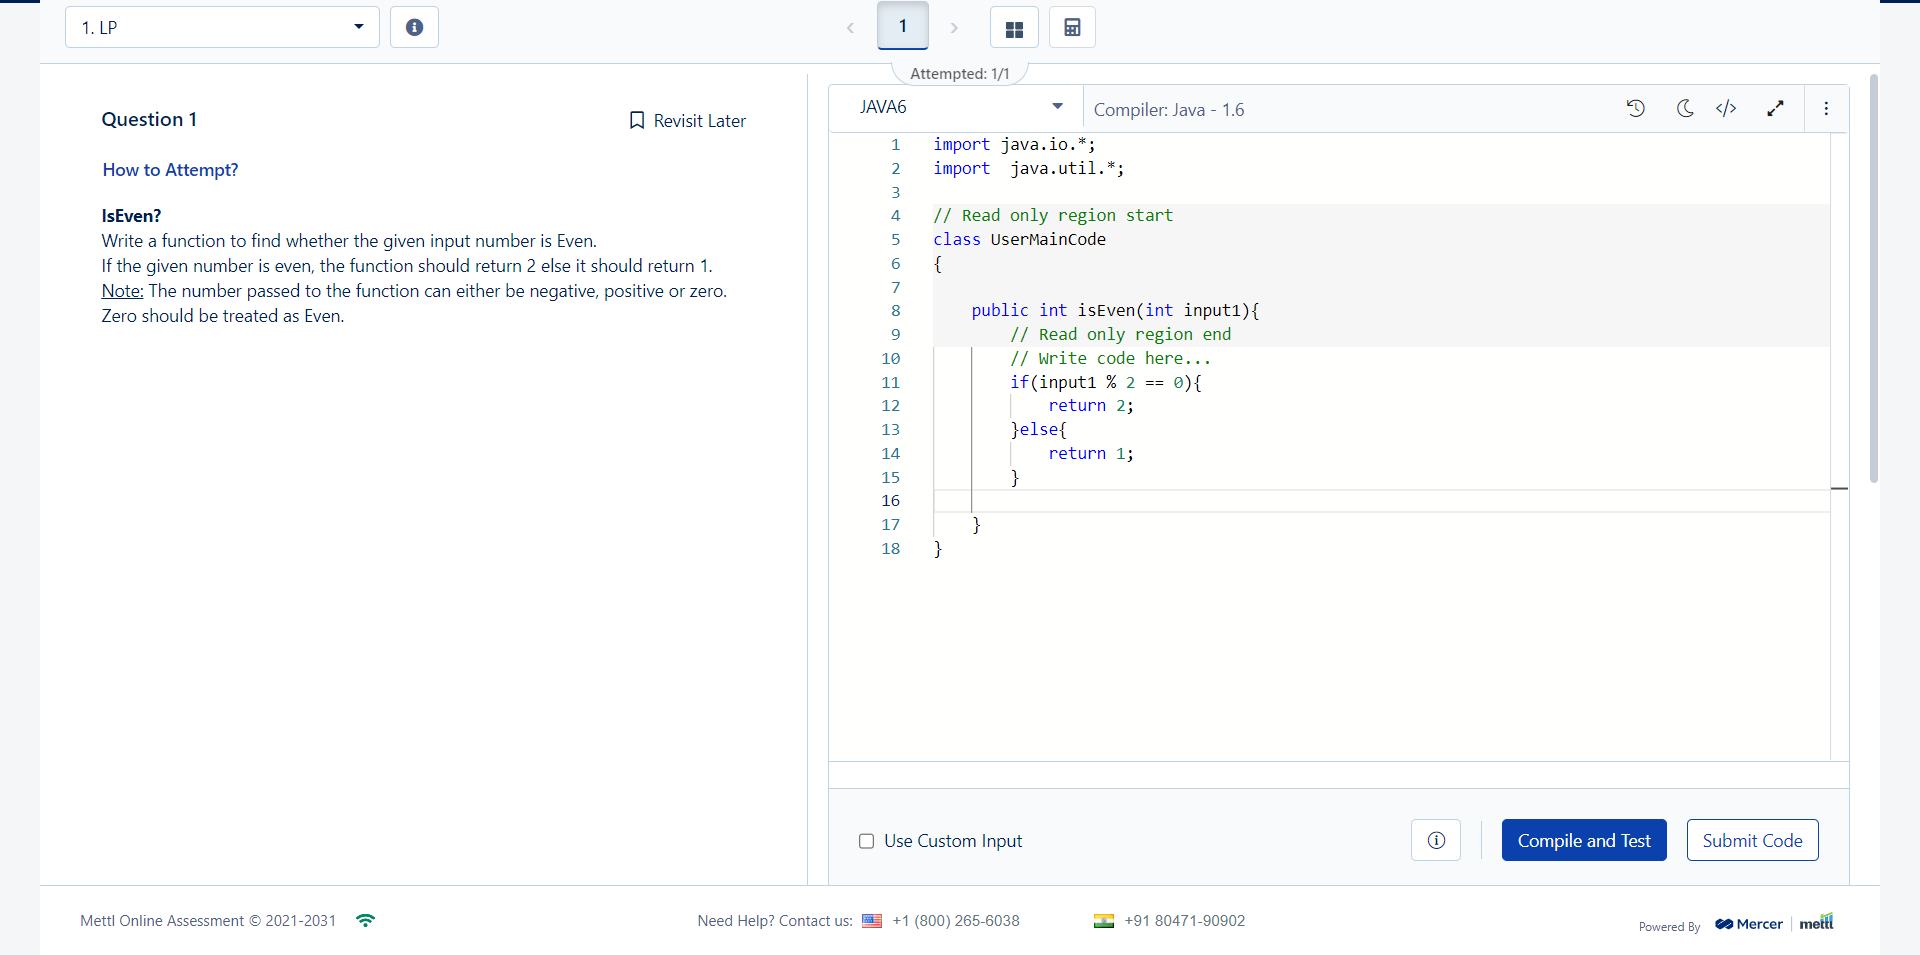 1. LP
1
Attempted: 1/1
Question 1
Revisit Later
How to Attempt?
IsEven?
Write a function to find whether the given input number is Even.
If the given number is even, the function should return 2 else it should return 1.
Note: The number passed to the function can either be negative, positive or zero.
Zero should be treated as Even.
JAVA6
Compiler: Java - 1.6
1 import java.io.*;
2 import  java.util.*;
3
4 // Read only region start
5 class UserMainCode
6 {
7
8     public int isEven(int input1){
9         // Read only region end
10         // Write code here...
11         if(input1 % 2 == 0){
12             return 2;
13         }else{
14             return 1;
15         }
16
17     }
18 }
Use Custom Input
Compile and Test
Submit Code
Mettl Online Assessment © 2021-2031
Need Help? Contact us: +1 (800) 265-6038
+91 80471-90902
Powered By
Mercer | mettl